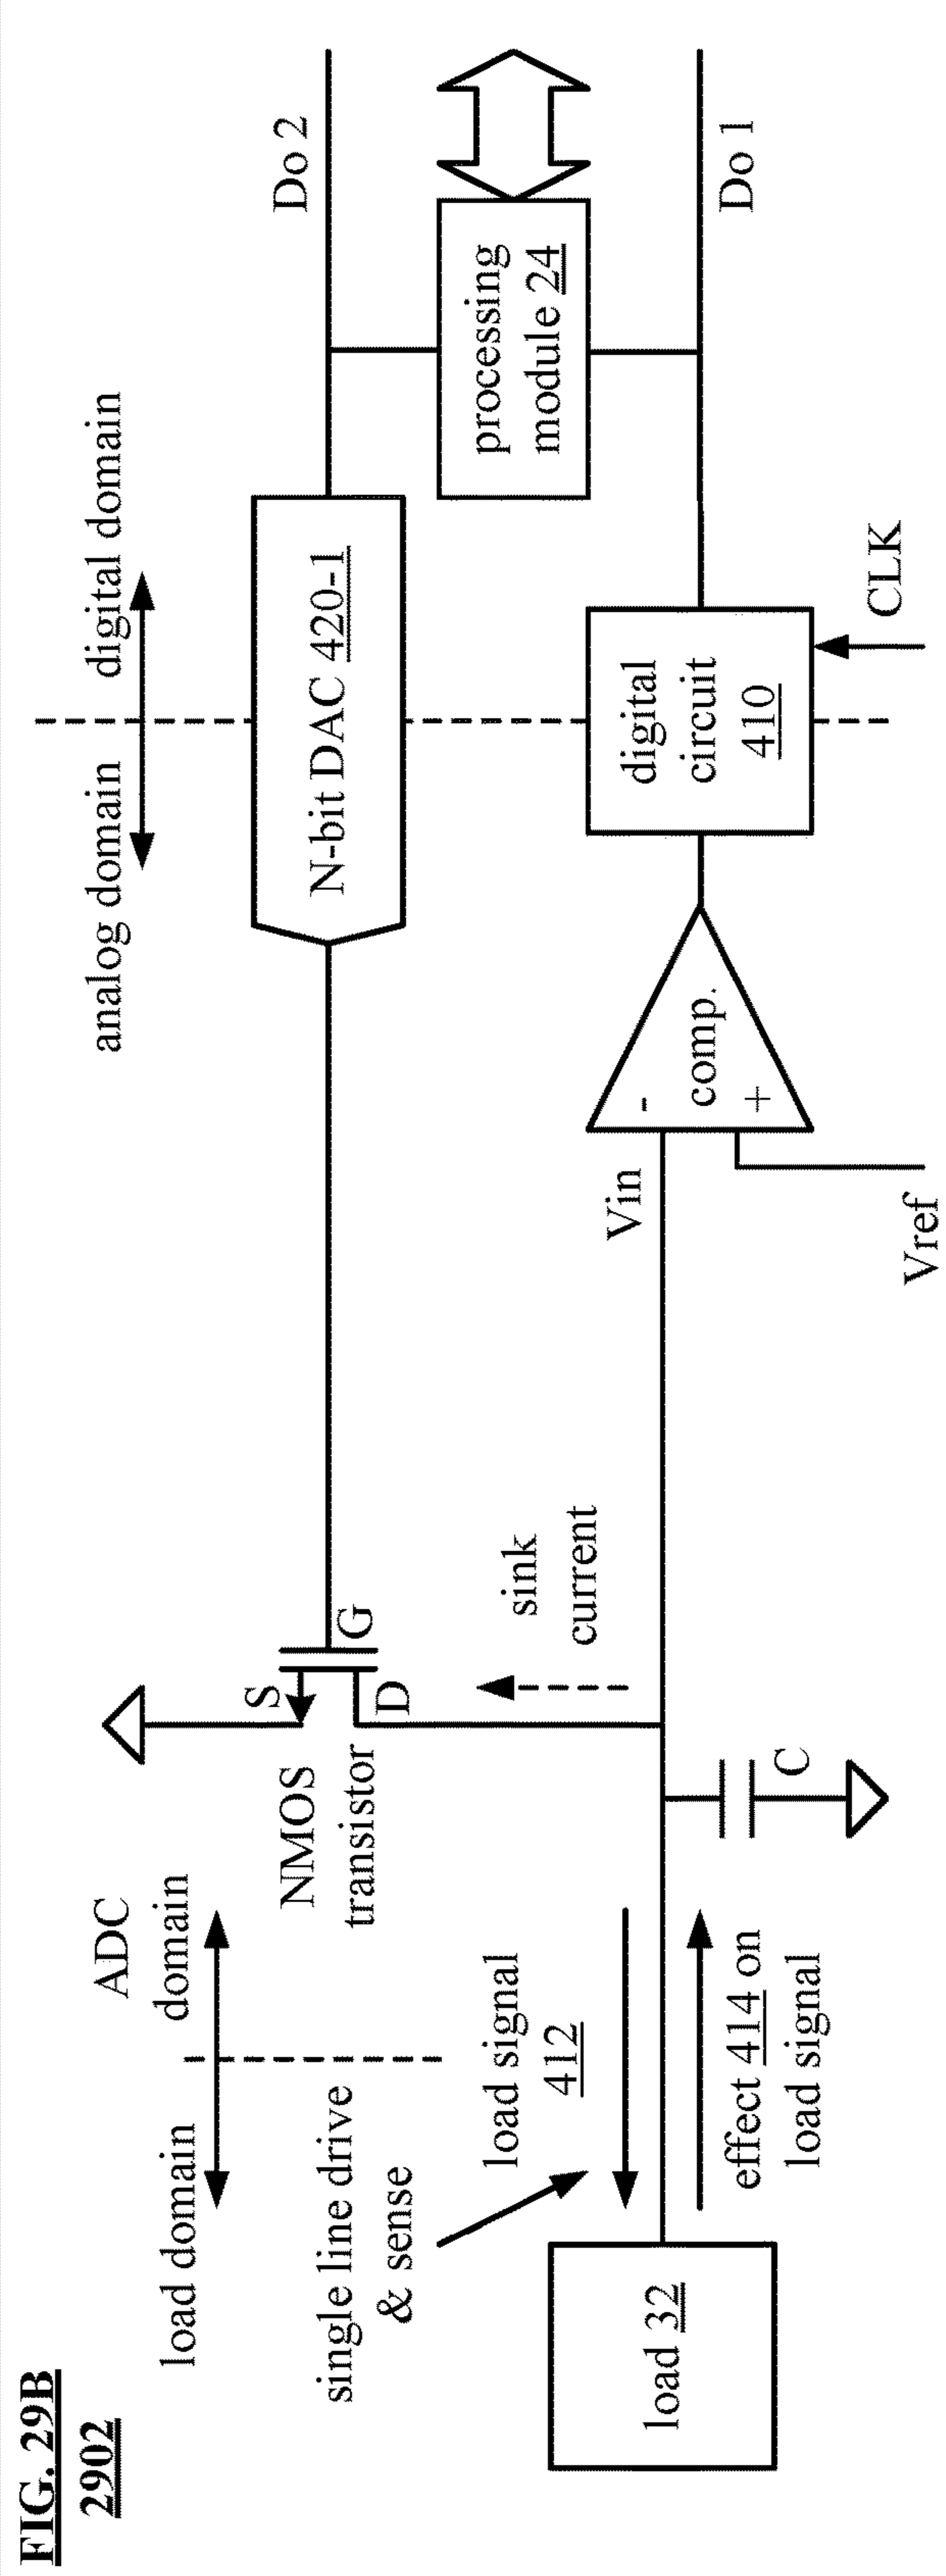 FIG. 29B
2902
load domain
ADC
domain
analog domain
digital domain
single line drive
& sense
NMOS
transistor
S
G
D
N-bit DAC 420-1
Do 2
load signal
412
sink
current
processing
module 24
load 32
effect 414 on
load signal
C
Vin
Vref
-
comp.
+
digital
circuit
410
CLK
Do 1